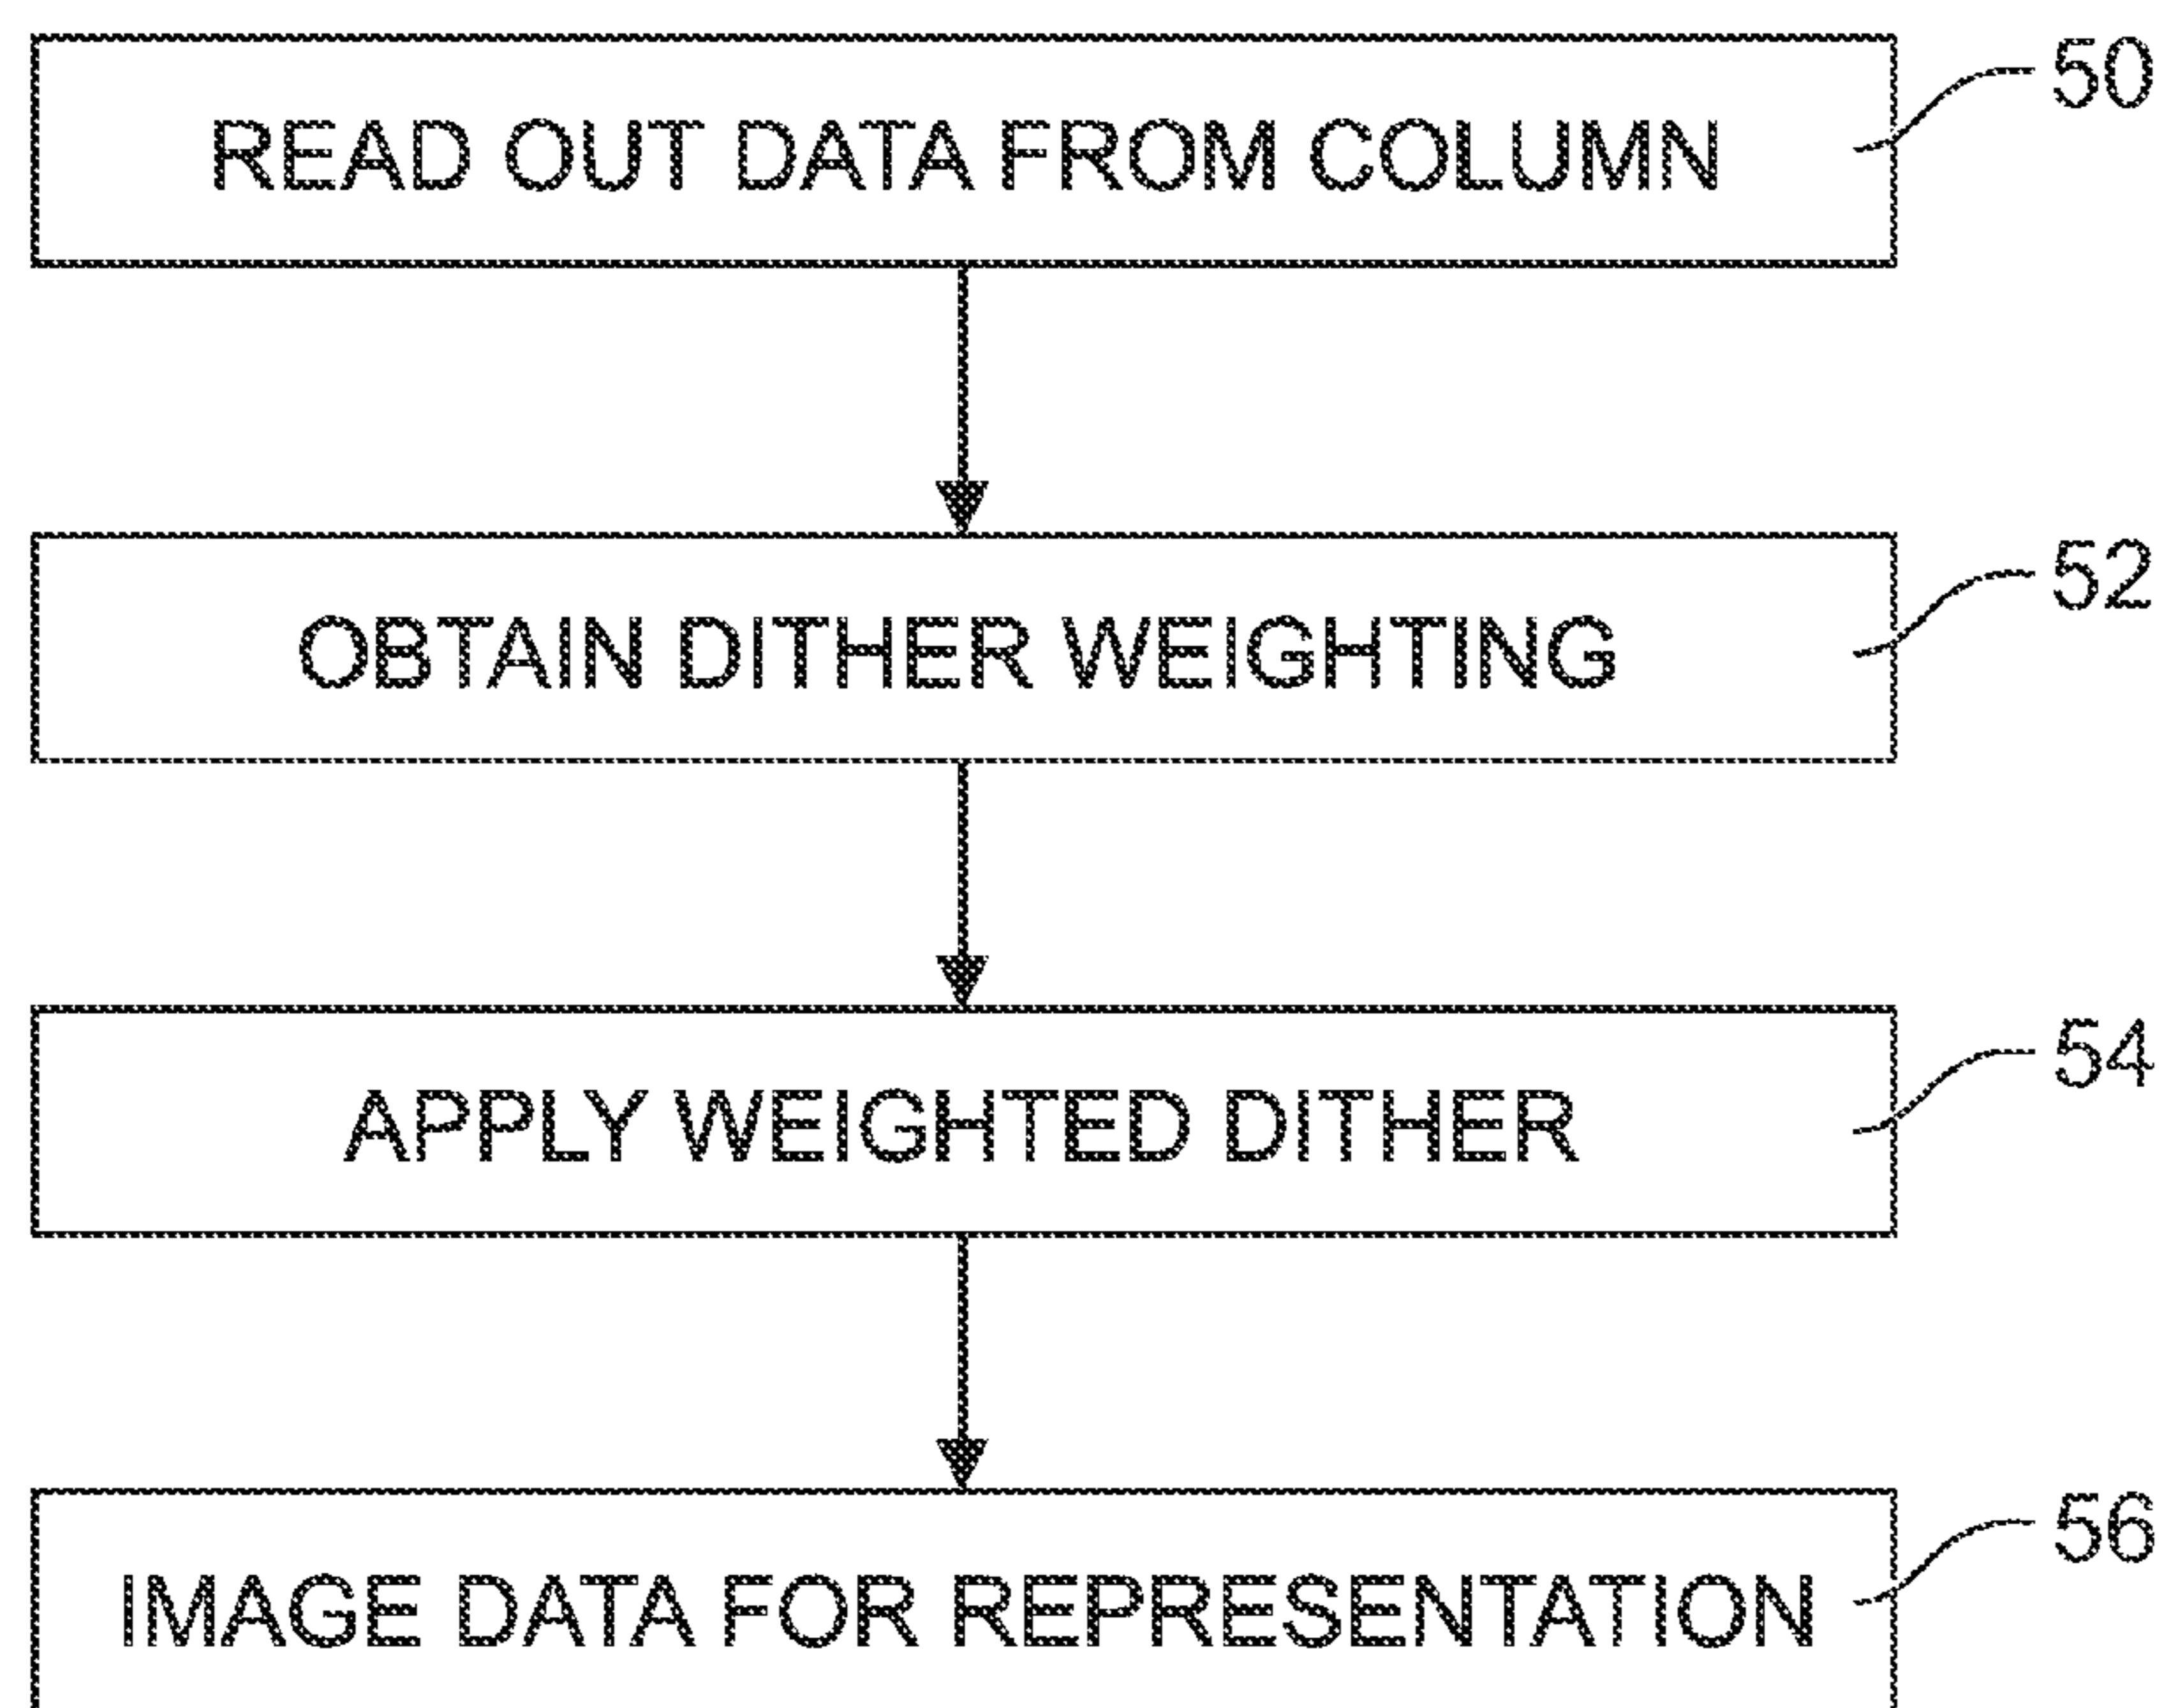 READ OUT DATA FROM COLUMN
50
OBTAIN DITHER WEIGHTING
52
APPLY WEIGHTED DITHER
54
IMAGE DATA FOR REPRESENTATION
56